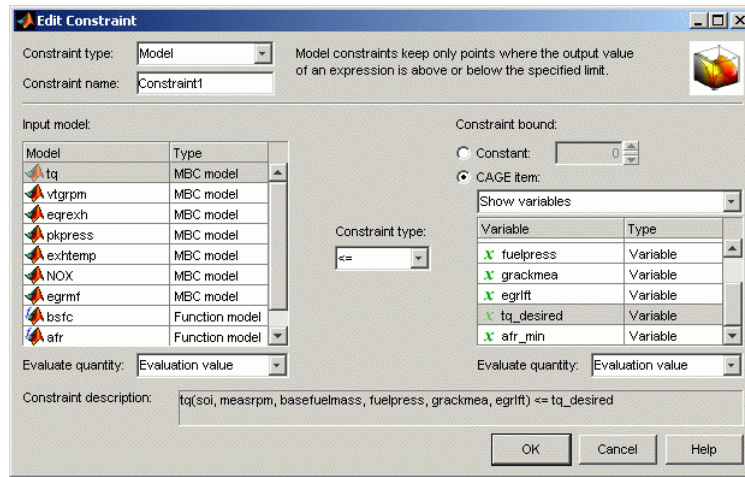 Edit Constraint
Constraint type: Model
Model constraints keep only points where the output value
of an expression is above or below the specified limit.
Constraint name: Constraint1
Input model:
Model Type
tq MBC model
vtgrpm MBC model
eqrexh MBC model
pkpress MBC model
exhtemp MBC model
NOX MBC model
egrmf MBC model
bsfc Function model
afr Function model
Evaluate quantity: Evaluation value
Constraint type:
<=
Constraint bound:
Constant: 0
CAGE item:
Show variables
Variable Type
fuelpress Variable
grackmea Variable
egrlft Variable
tq_desired Variable
afr_min Variable
Evaluate quantity: Evaluation value
Constraint description: tq(soi, measrpm, basefuelmass, fuelpress, grackmea, egrlft) <= tq_desired
OK Cancel Help